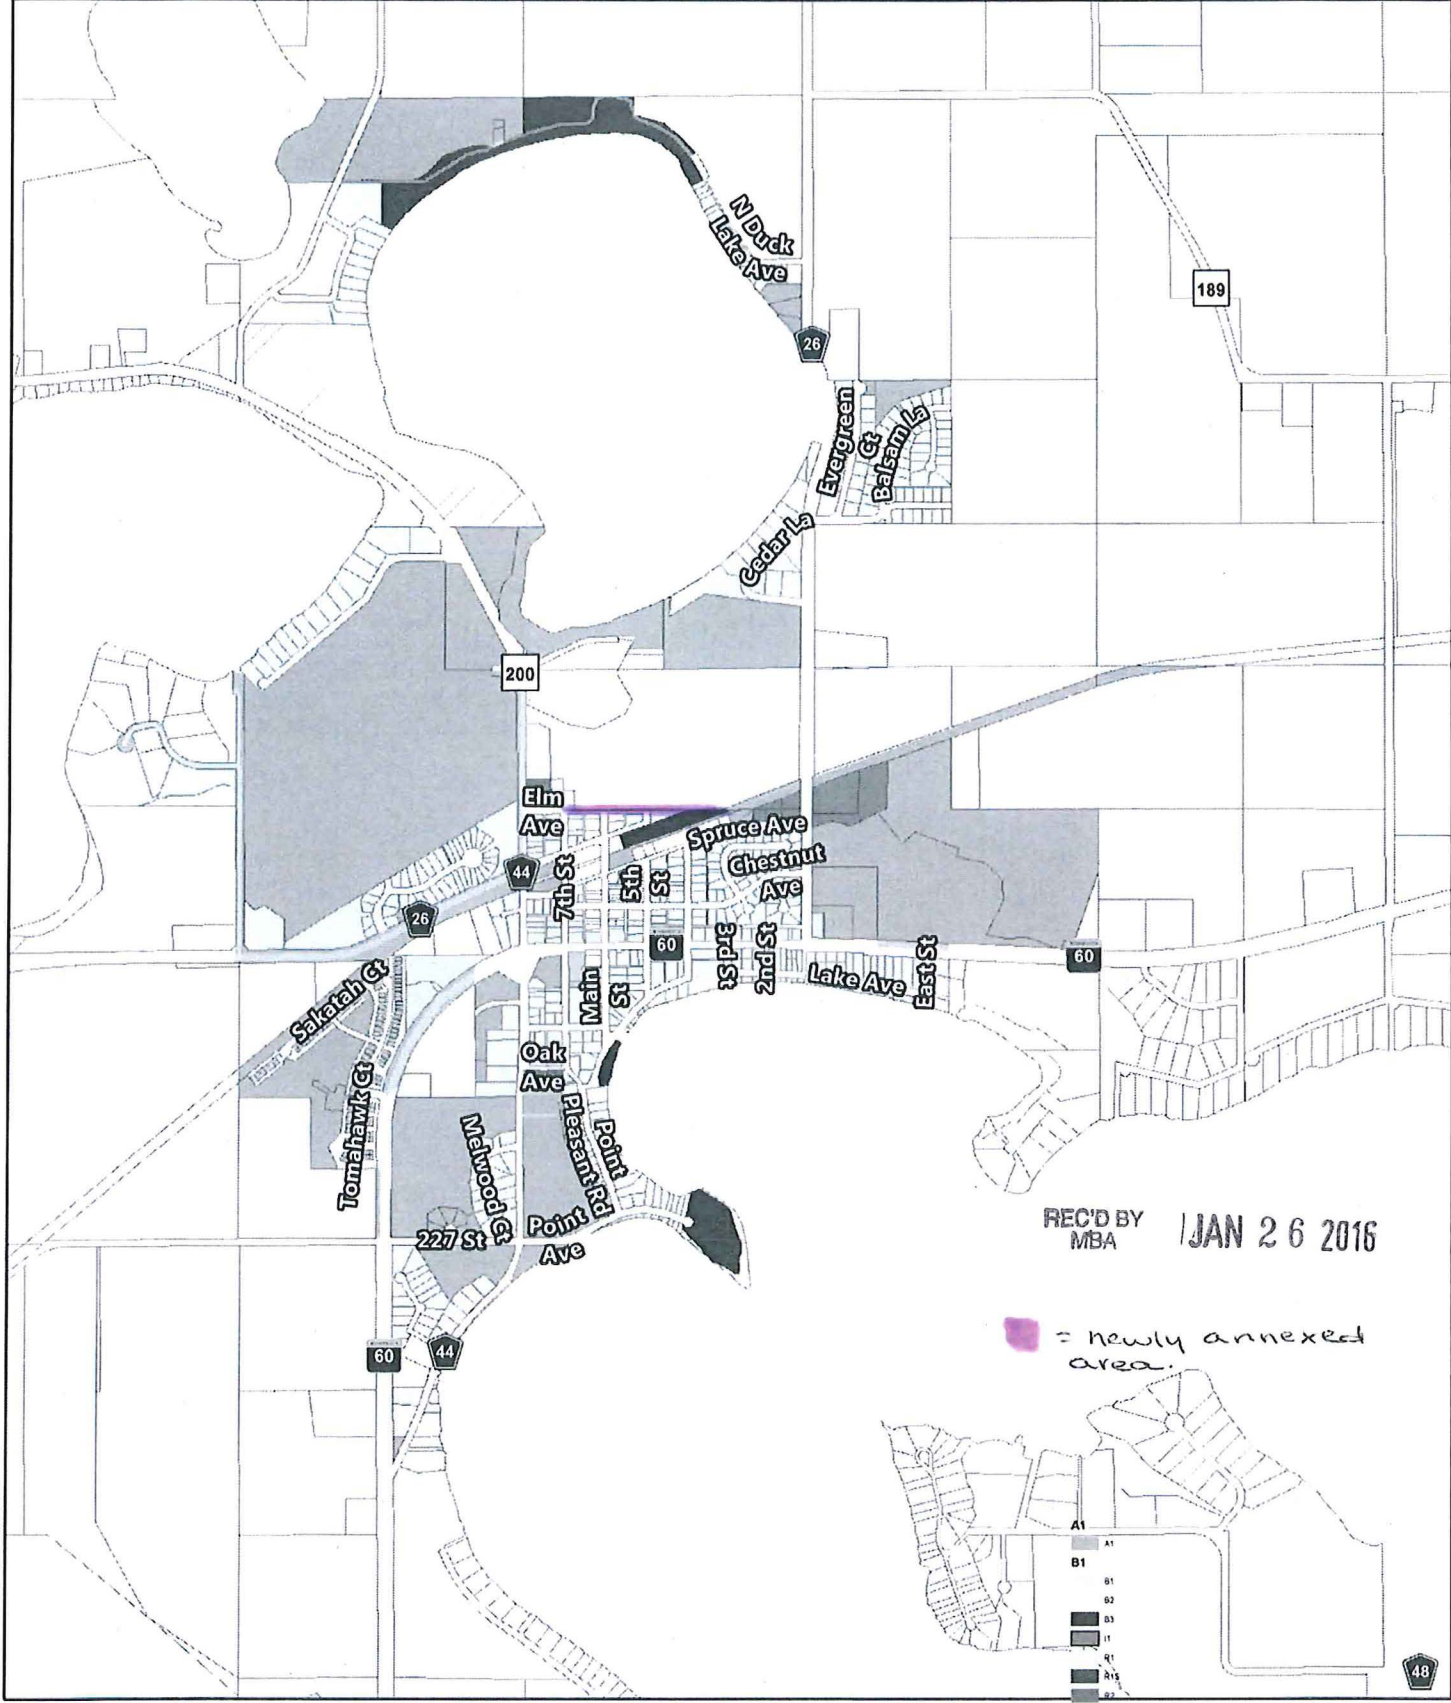 N Duck
Lake Ave
189
26
Evergreen
Ct
Balsam La
Cedar La
200
Elm
Ave
Spruce Ave
Chestnut
Ave
44
7th St
5th
St
26
60
3rd St
2nd St
Lake Ave
East St
60
Main
St
Sakatah Ct
Oak
Ave
Tomahawk Ct
Melwood Ct
Pleasant Rd
Point
227 St
Point
Ave
REC'D BY
MBA
JAN 26 2016
= newly annexed
area.
60
44
A1
A1
B1
B1
B2
B3
I1
R1
R1S
R2
48